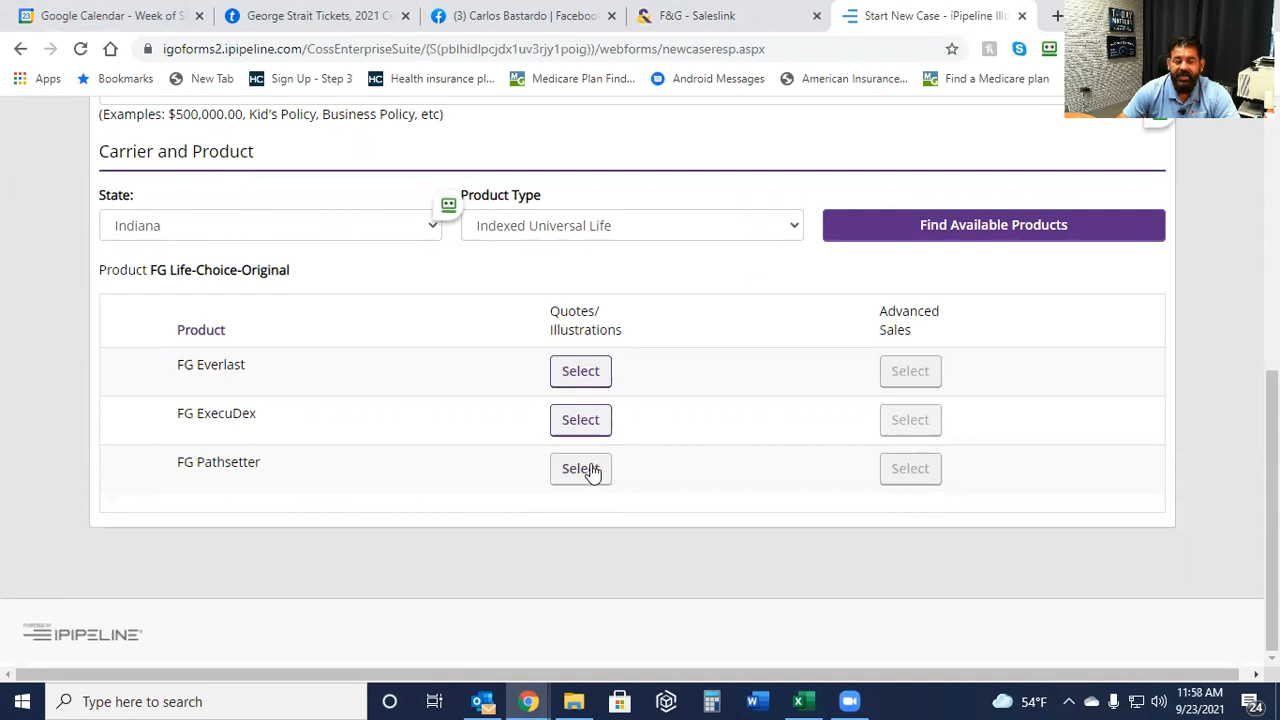 Google Calendar - Week of S
George Strait Tickets, 2021 C
Carlos Bastardo | Facebook
F&G - Sales
Start New Case - iPipeline Ill
igoforms2.ipipeline.com/CossEnterpriseSuite/
/webforms/newcaseresp.aspx
Apps
Bookmarks
New Tab
Sign Up - Step 3
Health insurance p
Medicare Plan Find...
Android Messages
American Insurance...
Find a Medicare plan
TODAY MATTERS
(Examples: $500,000.00, Kid's Policy, Business Policy, etc)
Carrier and Product
State:
Product Type
Indiana
Indexed Universal Life
Find Available Products
Product FG Life-Choice-Original
Product
Quotes/
Illustrations
Advanced
Sales
FG Everlast
Select
Select
FG ExecuDex
Select
Select
FG Pathsetter
Select
Select
IPIPELINE
Type here to search
54°F
11:58 AM
9/23/2021
24